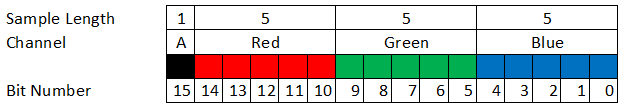 Sample Length 1 5 5 5
Channel A Red Green Blue
Bit Number 15 14 13 12 11 10 9 8 7 6 5 4 3 2 1 0